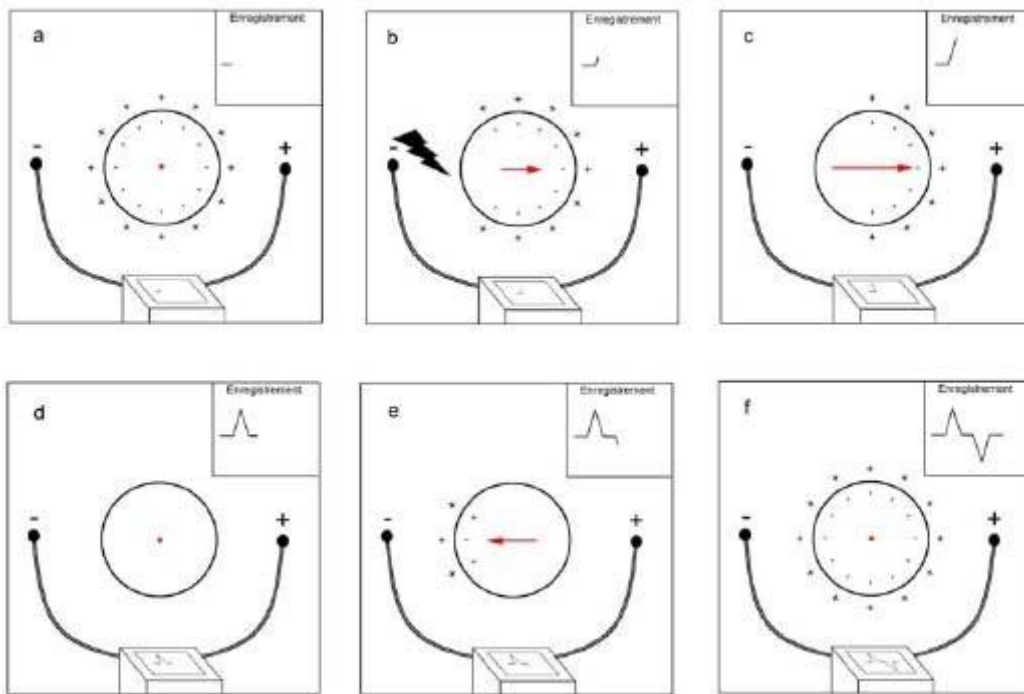 a
Enregistrement
- +
b
Enregistrement
- +
c
Enregistrement
- +
d
Enregistrement
- +
e
Enregistrement
- +
f
Enregistrement
- +